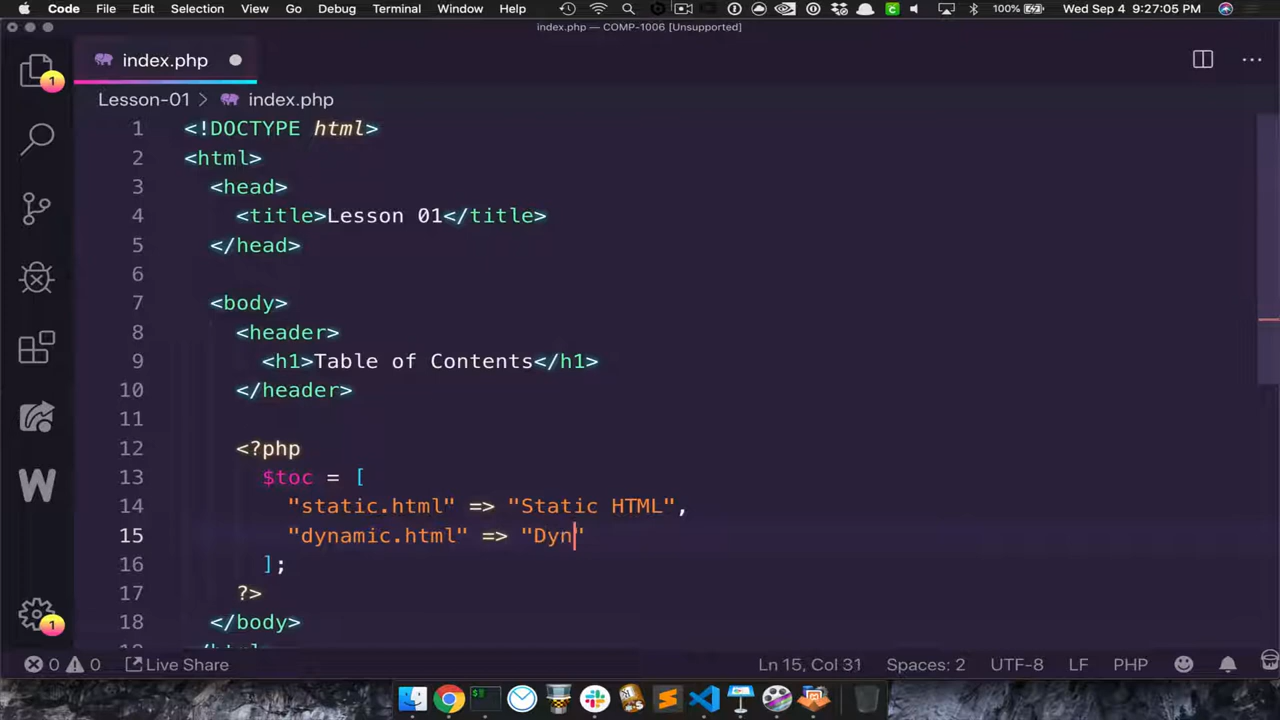 Code File Edit Selection View Go Debug Terminal Window Help 100% Wed Sep 4 9:27:05 PM
index.php — COMP-1006 [Unsupported]
index.php
1
Lesson-01 > index.php
1 <!DOCTYPE html>
2 <html>
3 <head>
4 <title>Lesson 01</title>
5 </head>
6
7 <body>
8 <header>
9 <h1>Table of Contents</h1>
10 </header>
11
12 <?php
13 $toc = [
14 "static.html" => "Static HTML",
15 "dynamic.html" => "Dyn"
16 ];
17 ?>
18 </body>
1
0 0 Live Share Ln 15, Col 31 Spaces: 2 UTF-8 LF PHP